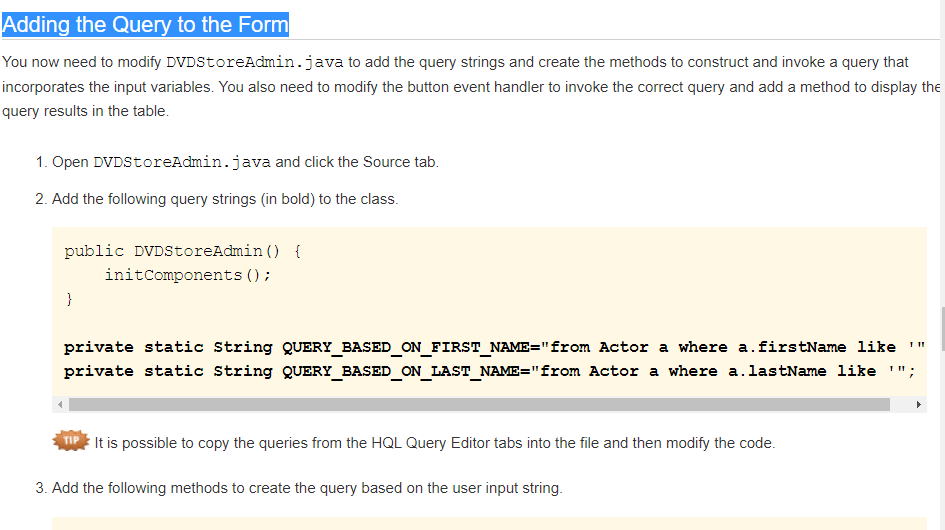 Adding the Query to the Form
You now need to modify DVDStoreAdmin.java to add the query strings and create the methods to construct and invoke a query that
incorporates the input variables. You also need to modify the button event handler to invoke the correct query and add a method to display the
query results in the table.
1. Open DVDStoreAdmin.java and click the Source tab.
2. Add the following query strings (in bold) to the class.
public DVDStoreAdmin() {
    initComponents();
}
private static String QUERY_BASED_ON_FIRST_NAME="from Actor a where a.firstName like '"
private static String QUERY_BASED_ON_LAST_NAME="from Actor a where a.lastName like '";
TIP It is possible to copy the queries from the HQL Query Editor tabs into the file and then modify the code.
3. Add the following methods to create the query based on the user input string.